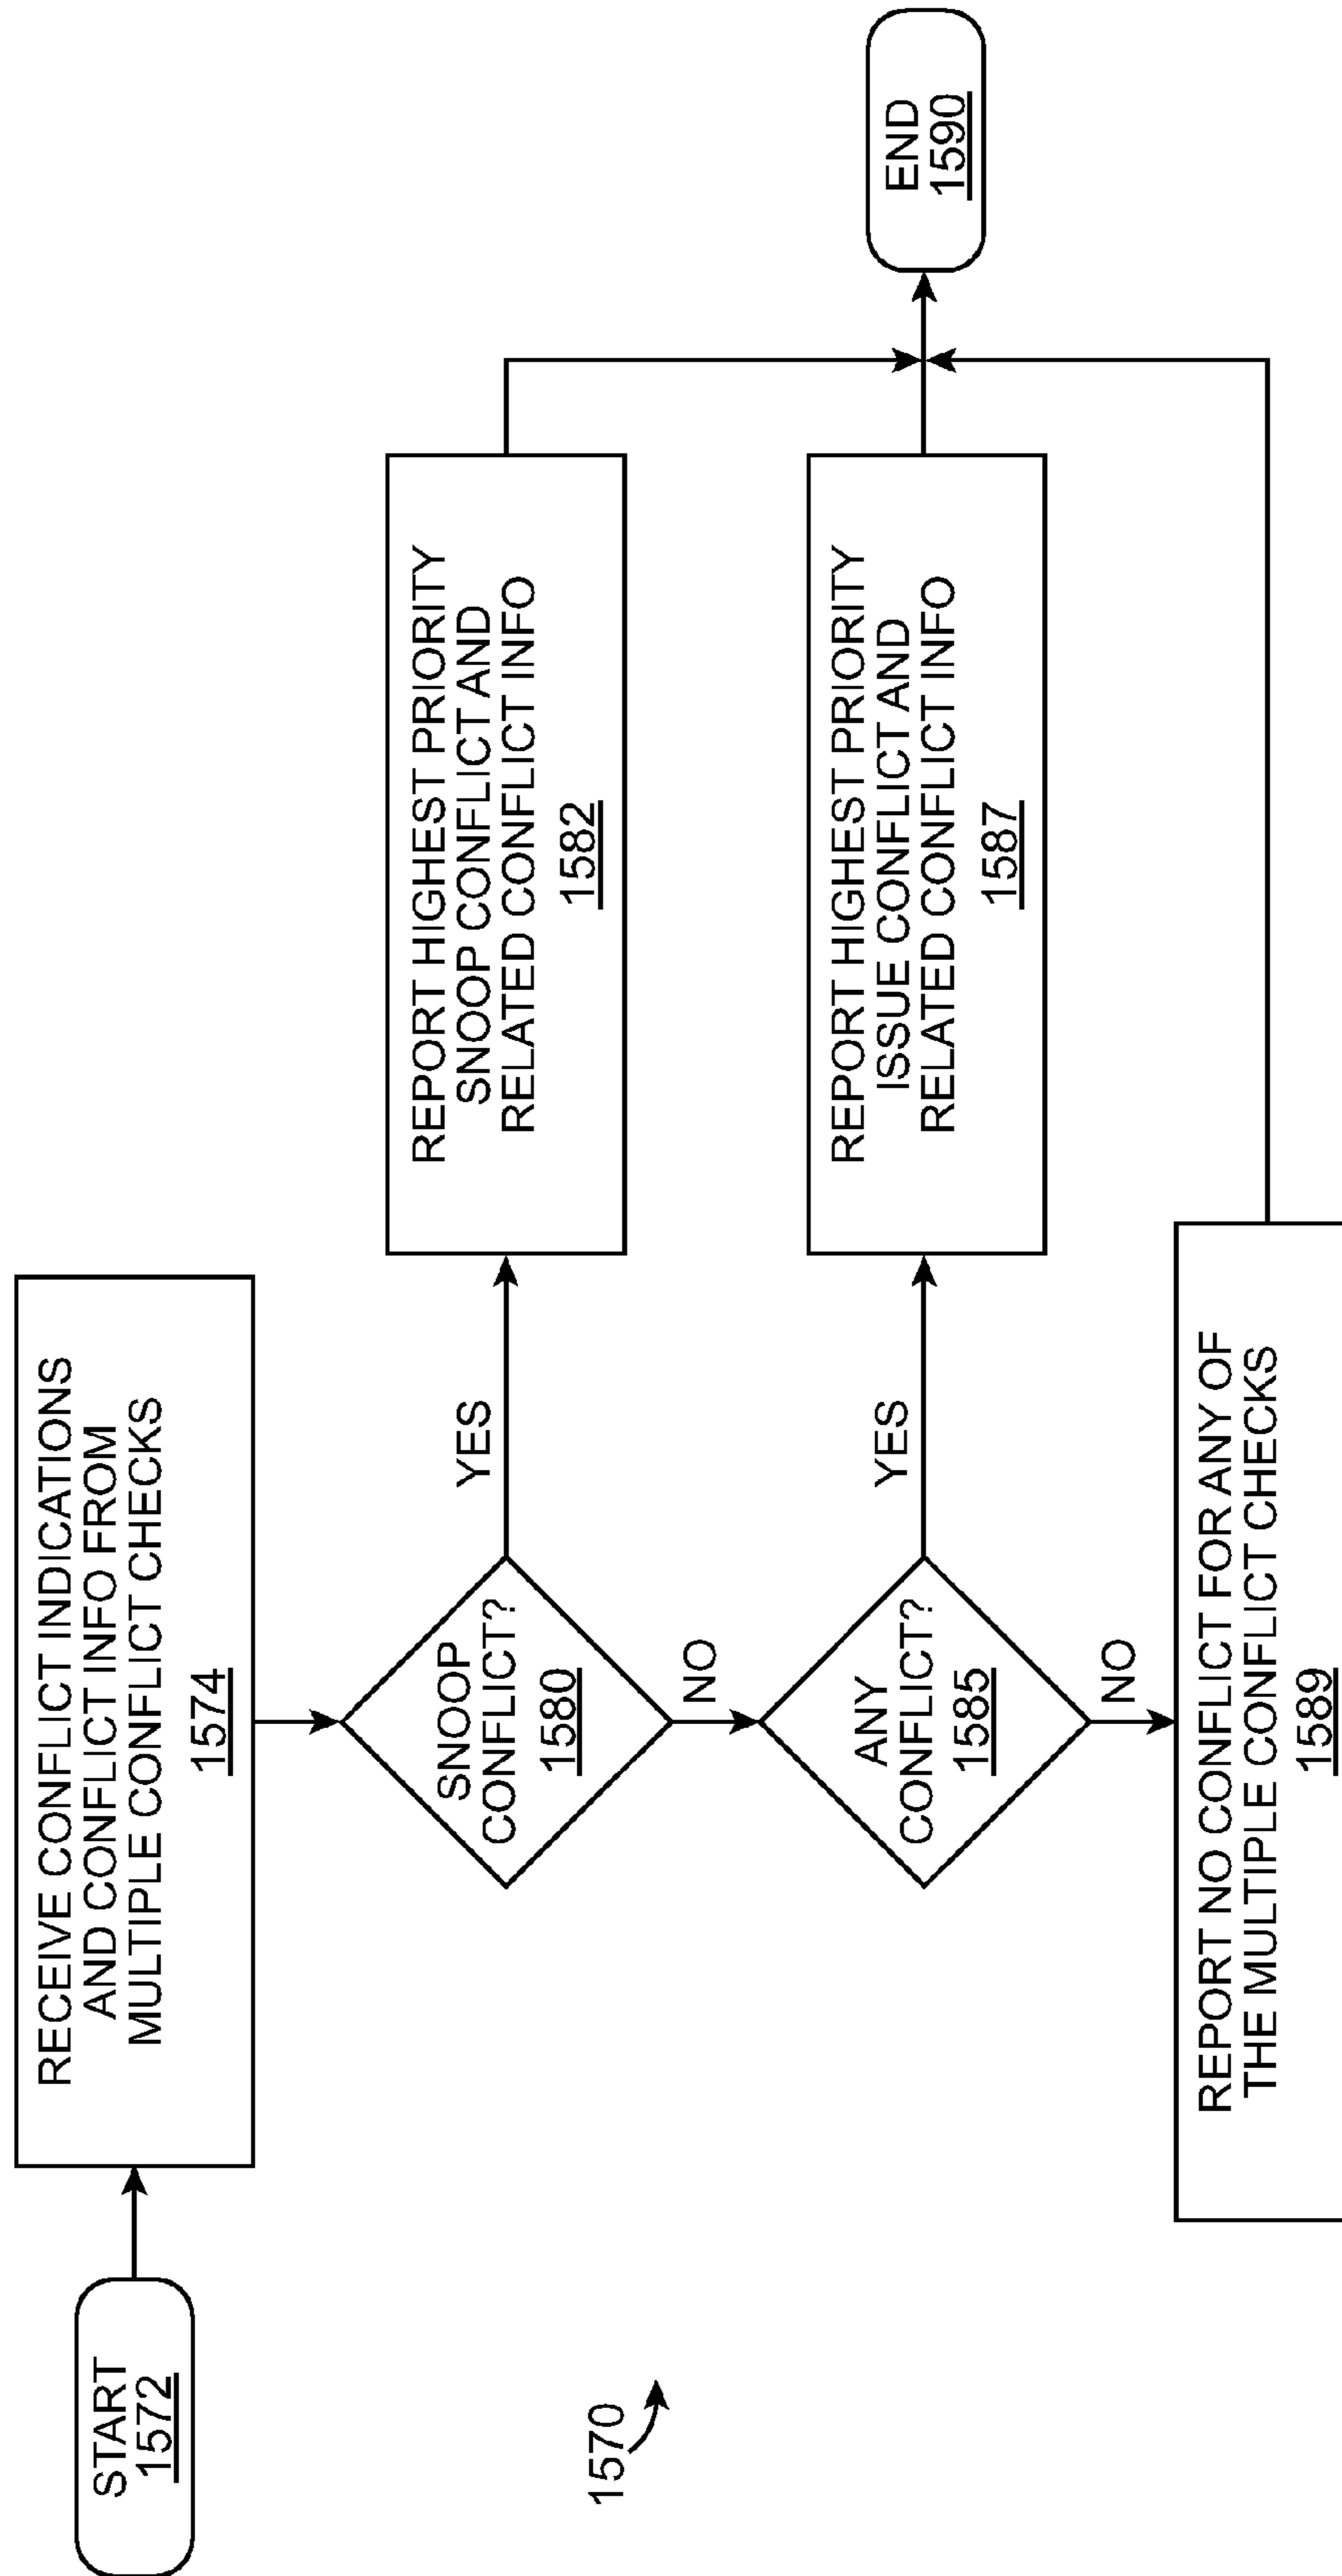 START
1572
RECEIVE CONFLICT INDICATIONS
AND CONFLICT INFO FROM
MULTIPLE CONFLICT CHECKS
1574
SNOOP
CONFLICT?
1580
YES
REPORT HIGHEST PRIORITY
SNOOP CONFLICT AND
RELATED CONFLICT INFO
1582
NO
ANY
CONFLICT?
1585
YES
REPORT HIGHEST PRIORITY
ISSUE CONFLICT AND
RELATED CONFLICT INFO
1587
NO
REPORT NO CONFLICT FOR ANY OF
THE MULTIPLE CONFLICT CHECKS
1589
END
1590
1570